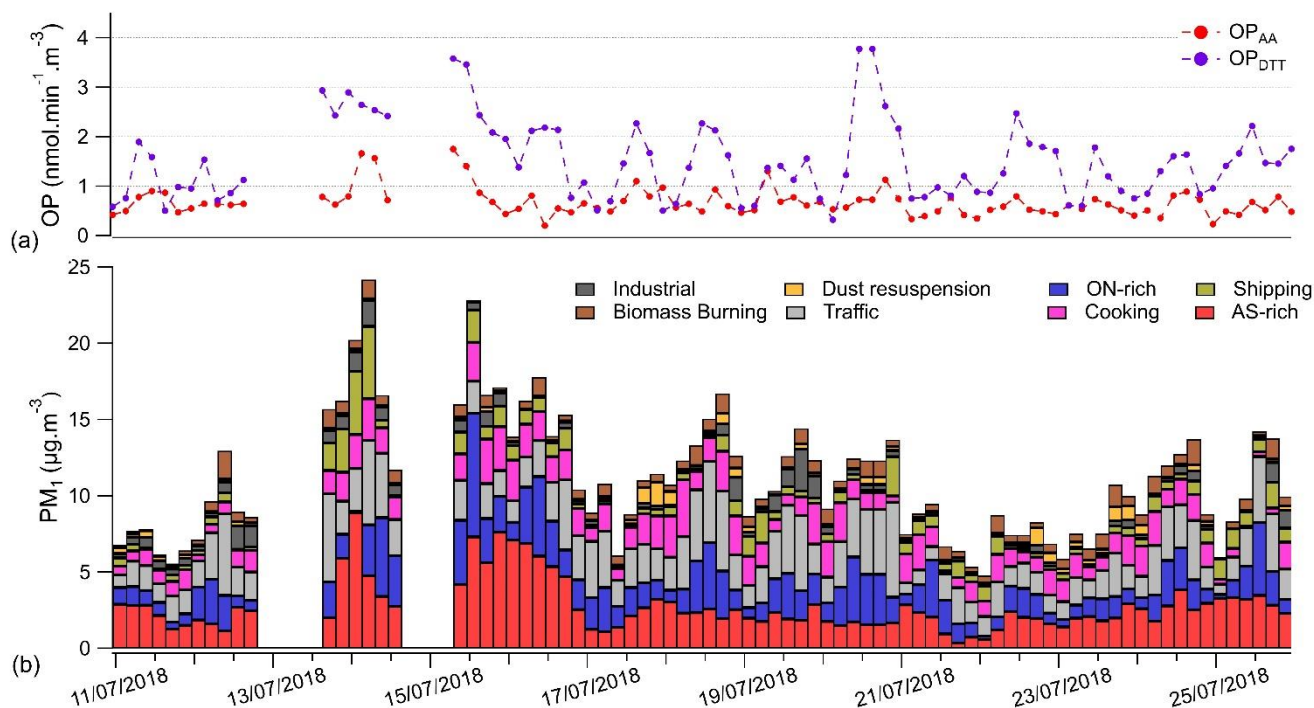 4
3
2
1
0
OP (nmol.min⁻¹.m⁻³)
OP_AA
OP_DTT
(a)
25
20
15
10
5
0
PM₁ (µg.m⁻³)
Industrial Dust resuspension ON-rich Shipping
Biomass Burning Traffic Cooking AS-rich
(b)
11/07/2018 13/07/2018 15/07/2018 17/07/2018 19/07/2018 21/07/2018 23/07/2018 25/07/2018